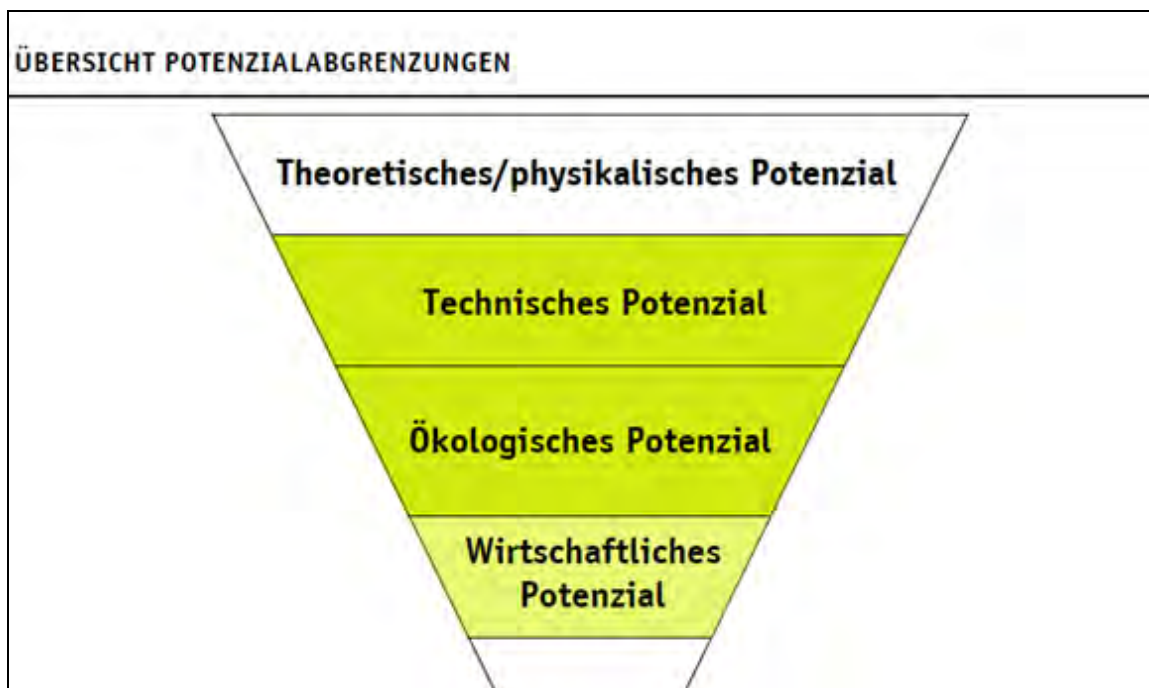 ÜBERSICHT POTENZIALABGRENZUNGEN
Theoretisches/physikalisches Potenzial
Technisches Potenzial
Ökologisches Potenzial
Wirtschaftliches
Potenzial